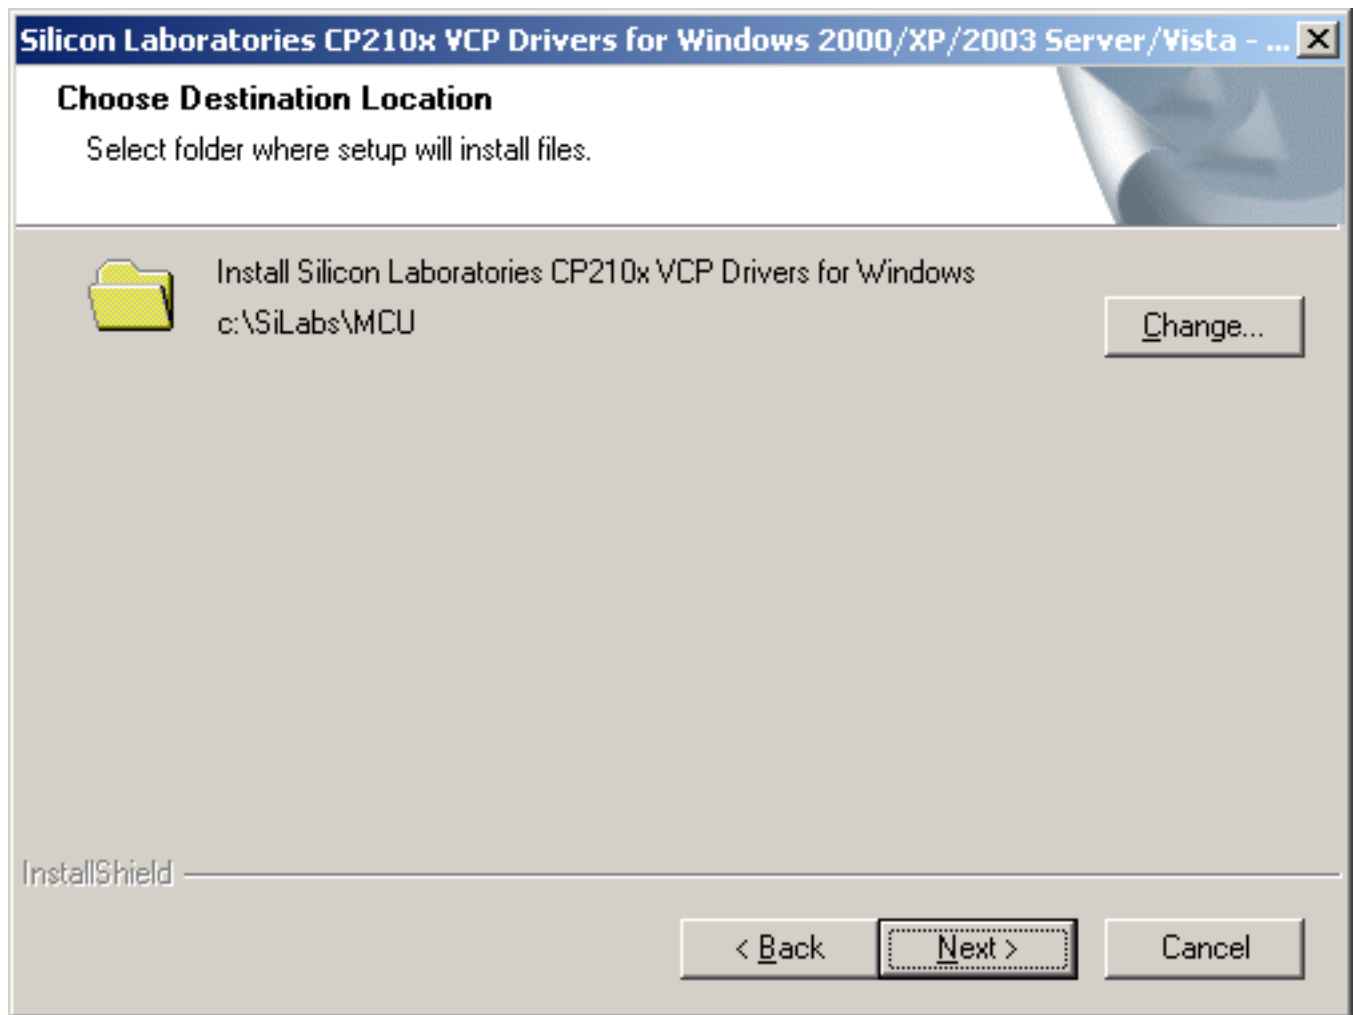 Silicon Laboratories CP210x VCP Drivers for Windows 2000/XP/2003 Server/Vista - ...
Choose Destination Location
Select folder where setup will install files.
Install Silicon Laboratories CP210x VCP Drivers for Windows
c:\SiLabs\MCU
Change...
InstallShield
< Back
Next >
Cancel